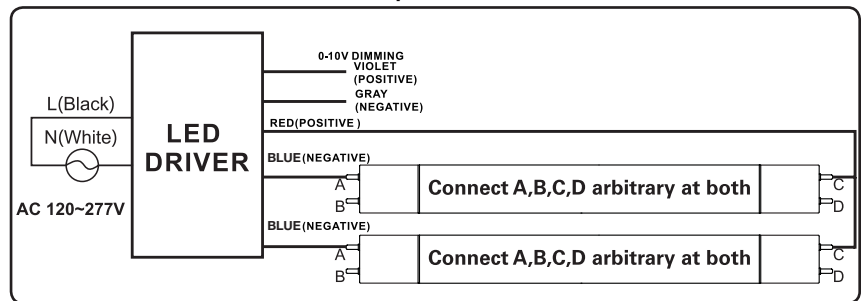 0-10V DIMMING
VIOLET
(POSITIVE)
GRAY
(NEGATIVE)
L(Black)
RED(POSITIVE)
N(White)
LED
DRIVER
BLUE(NEGATIVE)
A
Connect A,B,C,D arbitrary at both
C
B
D
AC 120~277V
BLUE(NEGATIVE)
A
Connect A,B,C,D arbitrary at both
C
B
D